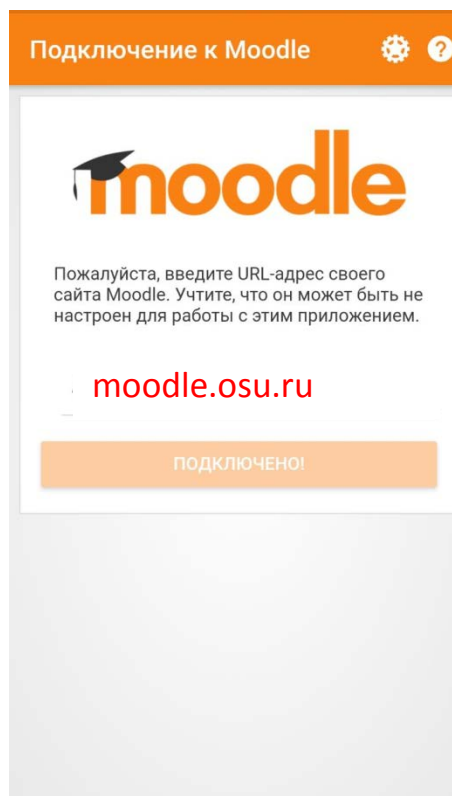 Подключение к Moodle
moodle
Пожалуйста, введите URL-адрес своего
сайта Moodle. Учтите, что он может быть не
настроен для работы с этим приложением.
moodle.osu.ru
ПОДКЛЮЧЕНО!